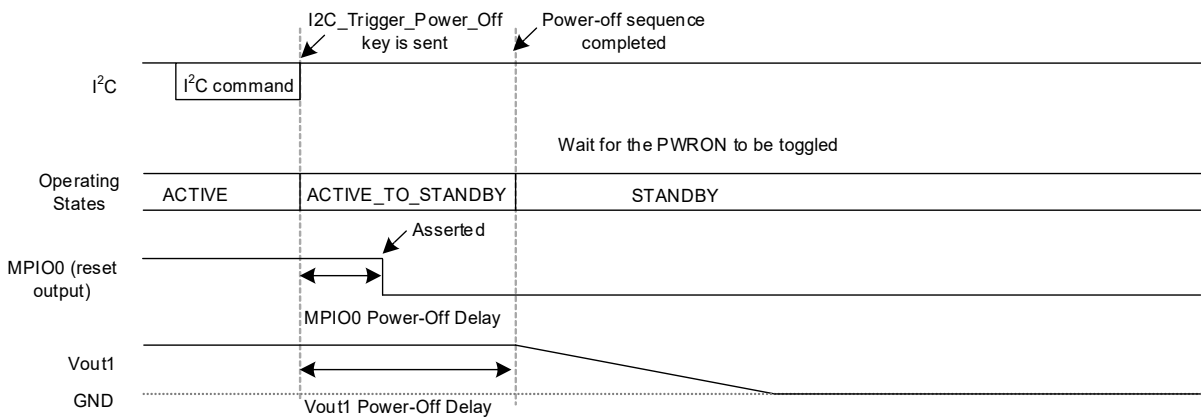 I2C_Trigger_Power_Off
key is sent
Power-off sequence
completed
I²C
I²C command
Wait for the PWRON to be toggled
Operating
States
ACTIVE
ACTIVE_TO_STANDBY
STANDBY
Asserted
MPIO0 (reset
output)
MPIO0 Power-Off Delay
Vout1
GND
Vout1 Power-Off Delay